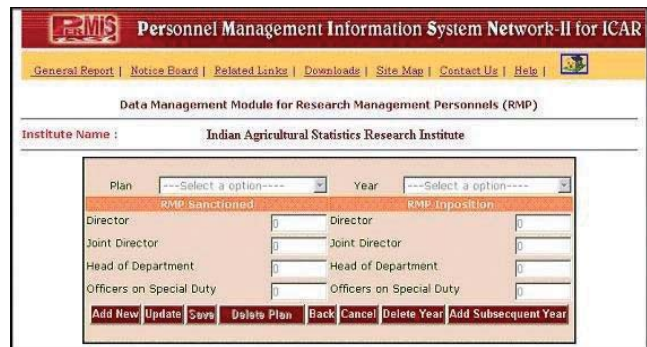 PERMIS Personnel Management Information System Network-II for ICAR
General Report | Notice Board | Related Links | Downloads | Site Map | Contact Us | Help |
Data Management Module for Research Management Personnels (RMP)
Institute Name : Indian Agricultural Statistics Research Institute
Plan ---Select a option---- Year ---Select a option----
RMP Sanctioned RMP Inposition
Director 0 Director 0
Joint Director 0 Joint Director 0
Head of Department 0 Head of Department 0
Officers on Special Duty 0 Officers on Special Duty 0
Add New Update Save Delete Plan Back Cancel Delete Year Add Subsecquent Year